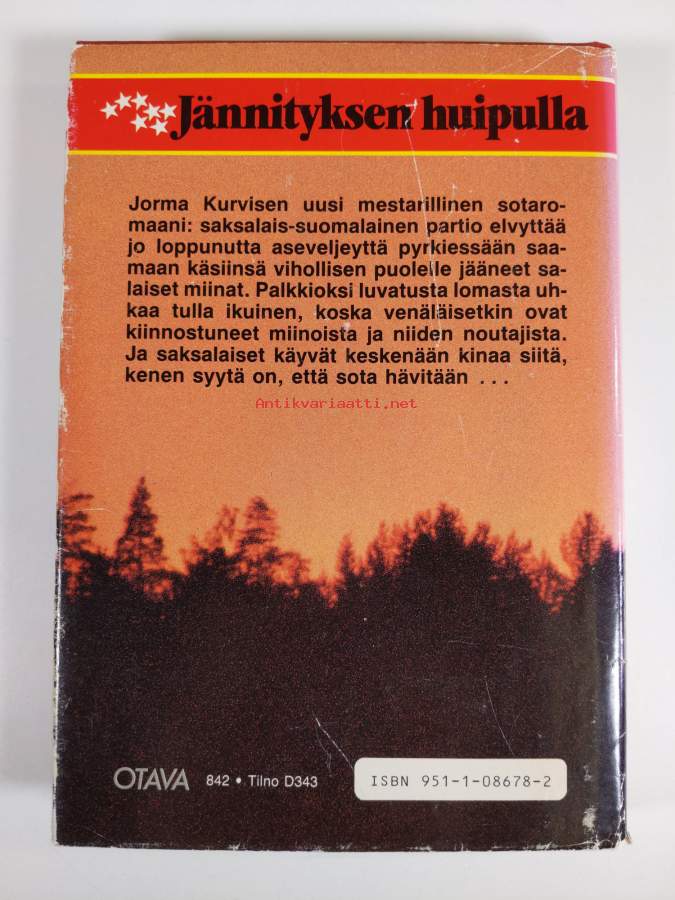 Jännityksen huipulla
Jorma Kurvisen uusi mestarillinen sotaro-
maani: saksalais-suomalainen partio elvyttää
jo loppunutta aseveljeyttä pyrkiessään saa-
maan käsiinsä vihollisen puolelle jääneet sa-
laiset miinat. Palkkioksi luvatusta lomasta uh-
kaa tulla ikuinen, koska venäläisetkin ovat
kiinnostuneet miinoista ja niiden noutajista.
Ja saksalaiset käyvät keskenään kinaa siitä,
kenen syytä on, että sota hävitään ...
Antikvariaatti.net
OTAVA 842 • Tilno D343
ISBN 951-1-08678-2